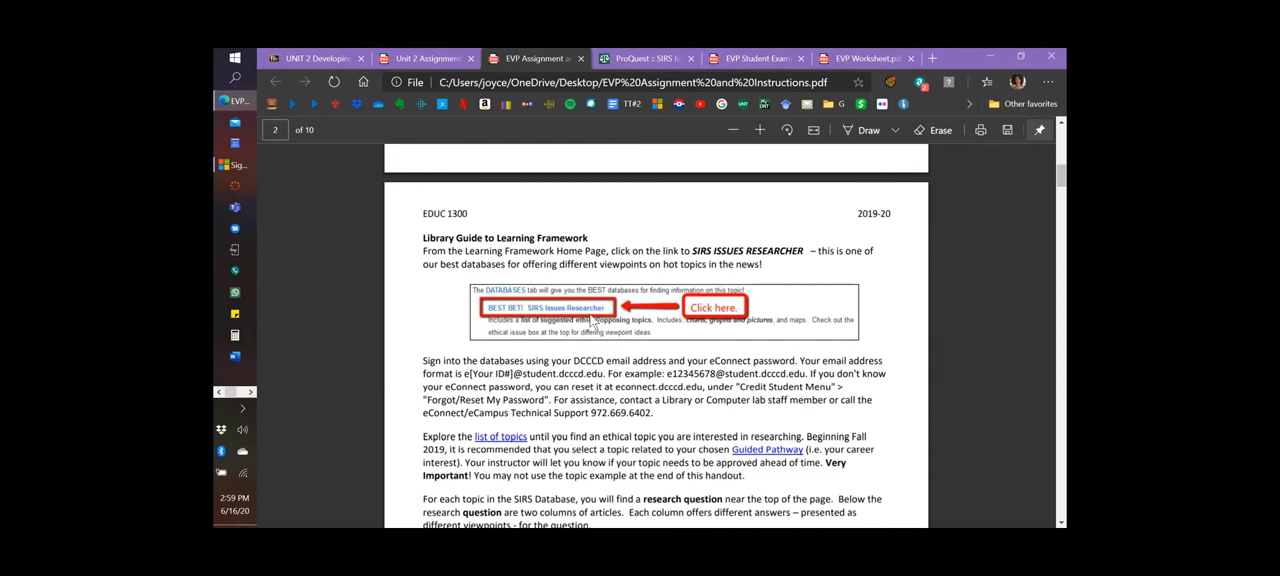 UNIT 2 Developing
Unit 2 Assignment
EVP Assignment a
ProQuest :: SIRS Is
EVP Student Exam
EVP Worksheet.pd
File C:/Users/joyce/OneDrive/Desktop/EVP%20Assignment%20and%20Instructions.pdf
TT#2 G Other favorites
2 of 10 Draw Erase
EVP...
Sig...
2:59 PM
6/16/20
EDUC 1300 2019-20
Library Guide to Learning Framework
From the Learning Framework Home Page, click on the link to SIRS ISSUES RESEARCHER – this is one of
our best databases for offering different viewpoints on hot topics in the news!
The DATABASES tab will give you the BEST databases for finding information on this topic!
BEST BET! SIRS Issues Researcher Click here.
Includes a list of suggested ethic opposing topics. Includes charts, graphs and pictures, and maps. Check out the
ethical issue box at the top for differing viewpoint ideas.
Sign into the databases using your DCCCD email address and your eConnect password. Your email address
format is e[Your ID#]@student.dcccd.edu. For example: e12345678@student.dcccd.edu. If you don't know
your eConnect password, you can reset it at econnect.dcccd.edu, under "Credit Student Menu" >
"Forgot/Reset My Password". For assistance, contact a Library or Computer lab staff member or call the
eConnect/eCampus Technical Support 972.669.6402.
Explore the list of topics until you find an ethical topic you are interested in researching. Beginning Fall
2019, it is recommended that you select a topic related to your chosen Guided Pathway (i.e. your career
interest). Your instructor will let you know if your topic needs to be approved ahead of time. Very
Important! You may not use the topic example at the end of this handout.
For each topic in the SIRS Database, you will find a research question near the top of the page. Below the
research question are two columns of articles. Each column offers different answers – presented as
different viewpoints - for the question.